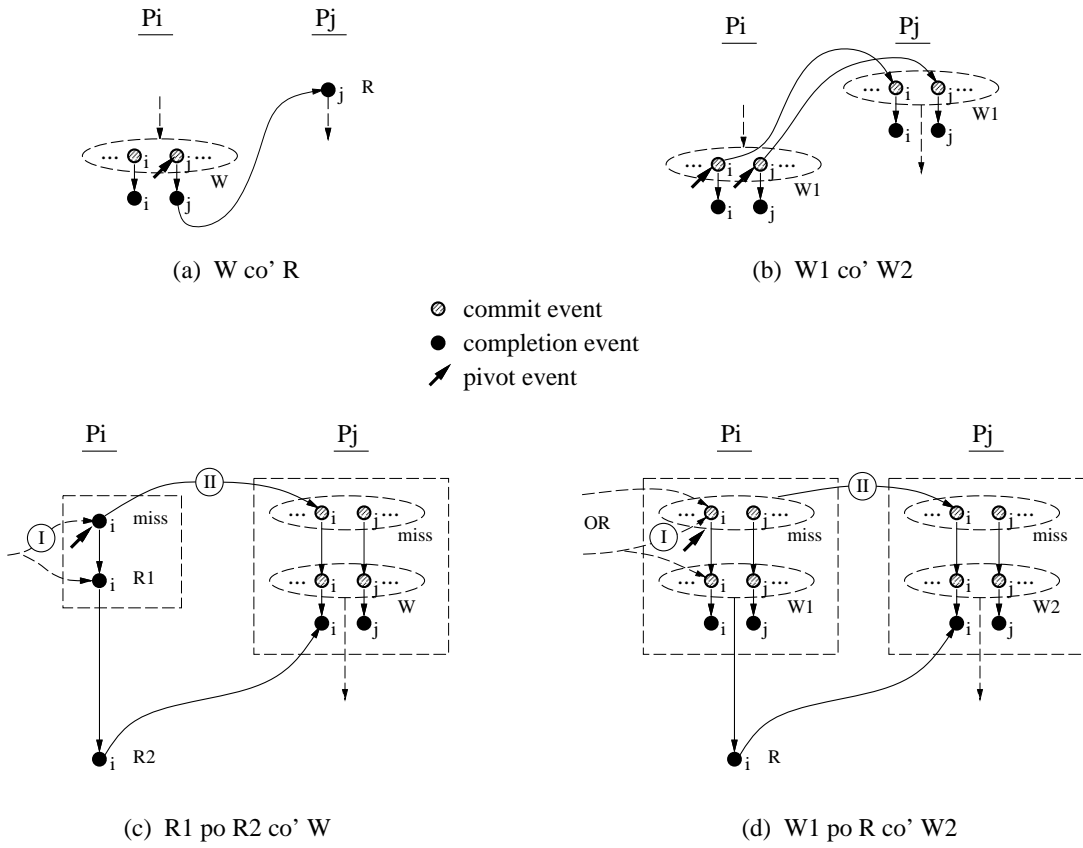 Pi Pj
R
j
... i j ...
W
i j
(a) W co’ R
Pi Pj
... i j ...
W1
i j
... i j ...
W1
i j
(b) W1 co’ W2
commit event
completion event
pivot event
Pi Pj
II
I
i miss
i R1
i R2
... i j ...
miss
... i j ...
W
i j
(c) R1 po R2 co’ W
Pi Pj
II
OR
I
... i j ...
miss
... i j ...
W1
i j
i R
... i j ...
miss
... i j ...
W2
i j
(d) W1 po R co’ W2